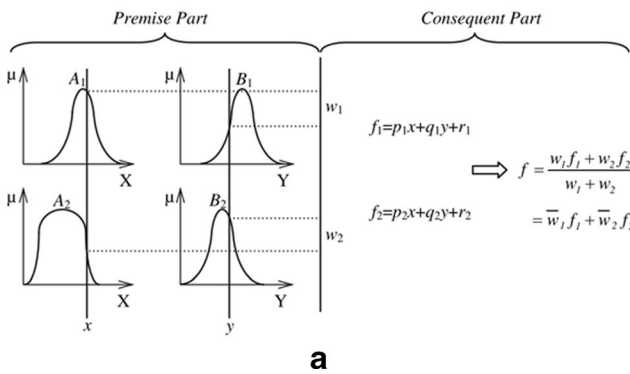 Premise Part Consequent Part
μ A₁ μ B₁
w₁
X Y
f₁=p₁x+q₁y+r₁
f = (w₁f₁ + w₂f₂) / (w₁ + w₂)
μ A₂ μ B₂
f₂=p₂x+q₂y+r₂
= w̅₁f₁ + w̅₂f
w₂
X Y
x y
a